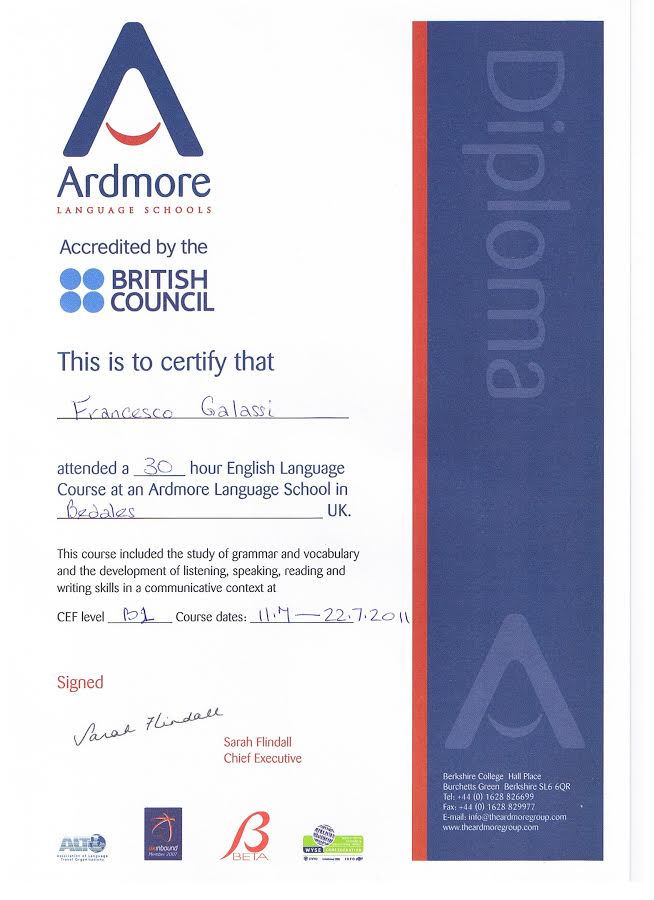 Ardmore
LANGUAGE SCHOOLS
Accredited by the
BRITISH
COUNCIL
This is to certify that
Francesco Galassi
attended a 30 hour English Language
Course at an Ardmore Language School in
Bedales UK.
This course included the study of grammar and vocabulary
and the development of listening, speaking, reading and
writing skills in a communicative context at
CEF level B1 Course dates: 11.7 — 22.7.2011
Signed
Sarah Flindall
Sarah Flindall
Chief Executive
ALTO
Association of Language
Travel Organisations
ukinbound
Member 2007
BETA
WYSE
Diploma
Berkshire College Hall Place
Burchetts Green Berkshire SL6 6QR
Tel: +44 (0) 1628 826699
Fax: +44 (0) 1628 829977
E-mail: info@theardmoregroup.com
www.theardmoregroup.com